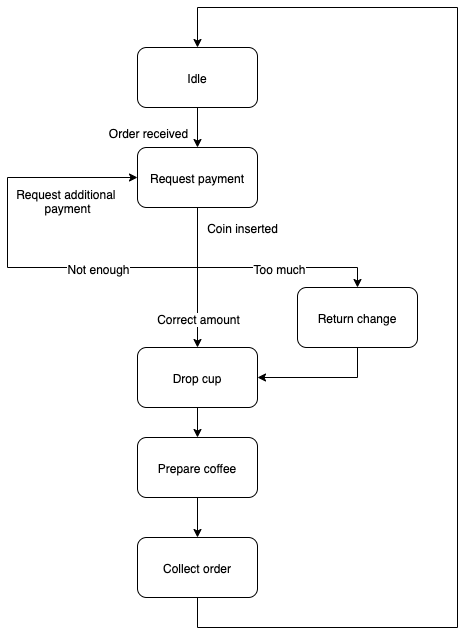 Idle
Order received
Request payment
Request additional
payment
Coin inserted
Not enough
Too much
Correct amount
Return change
Drop cup
Prepare coffee
Collect order